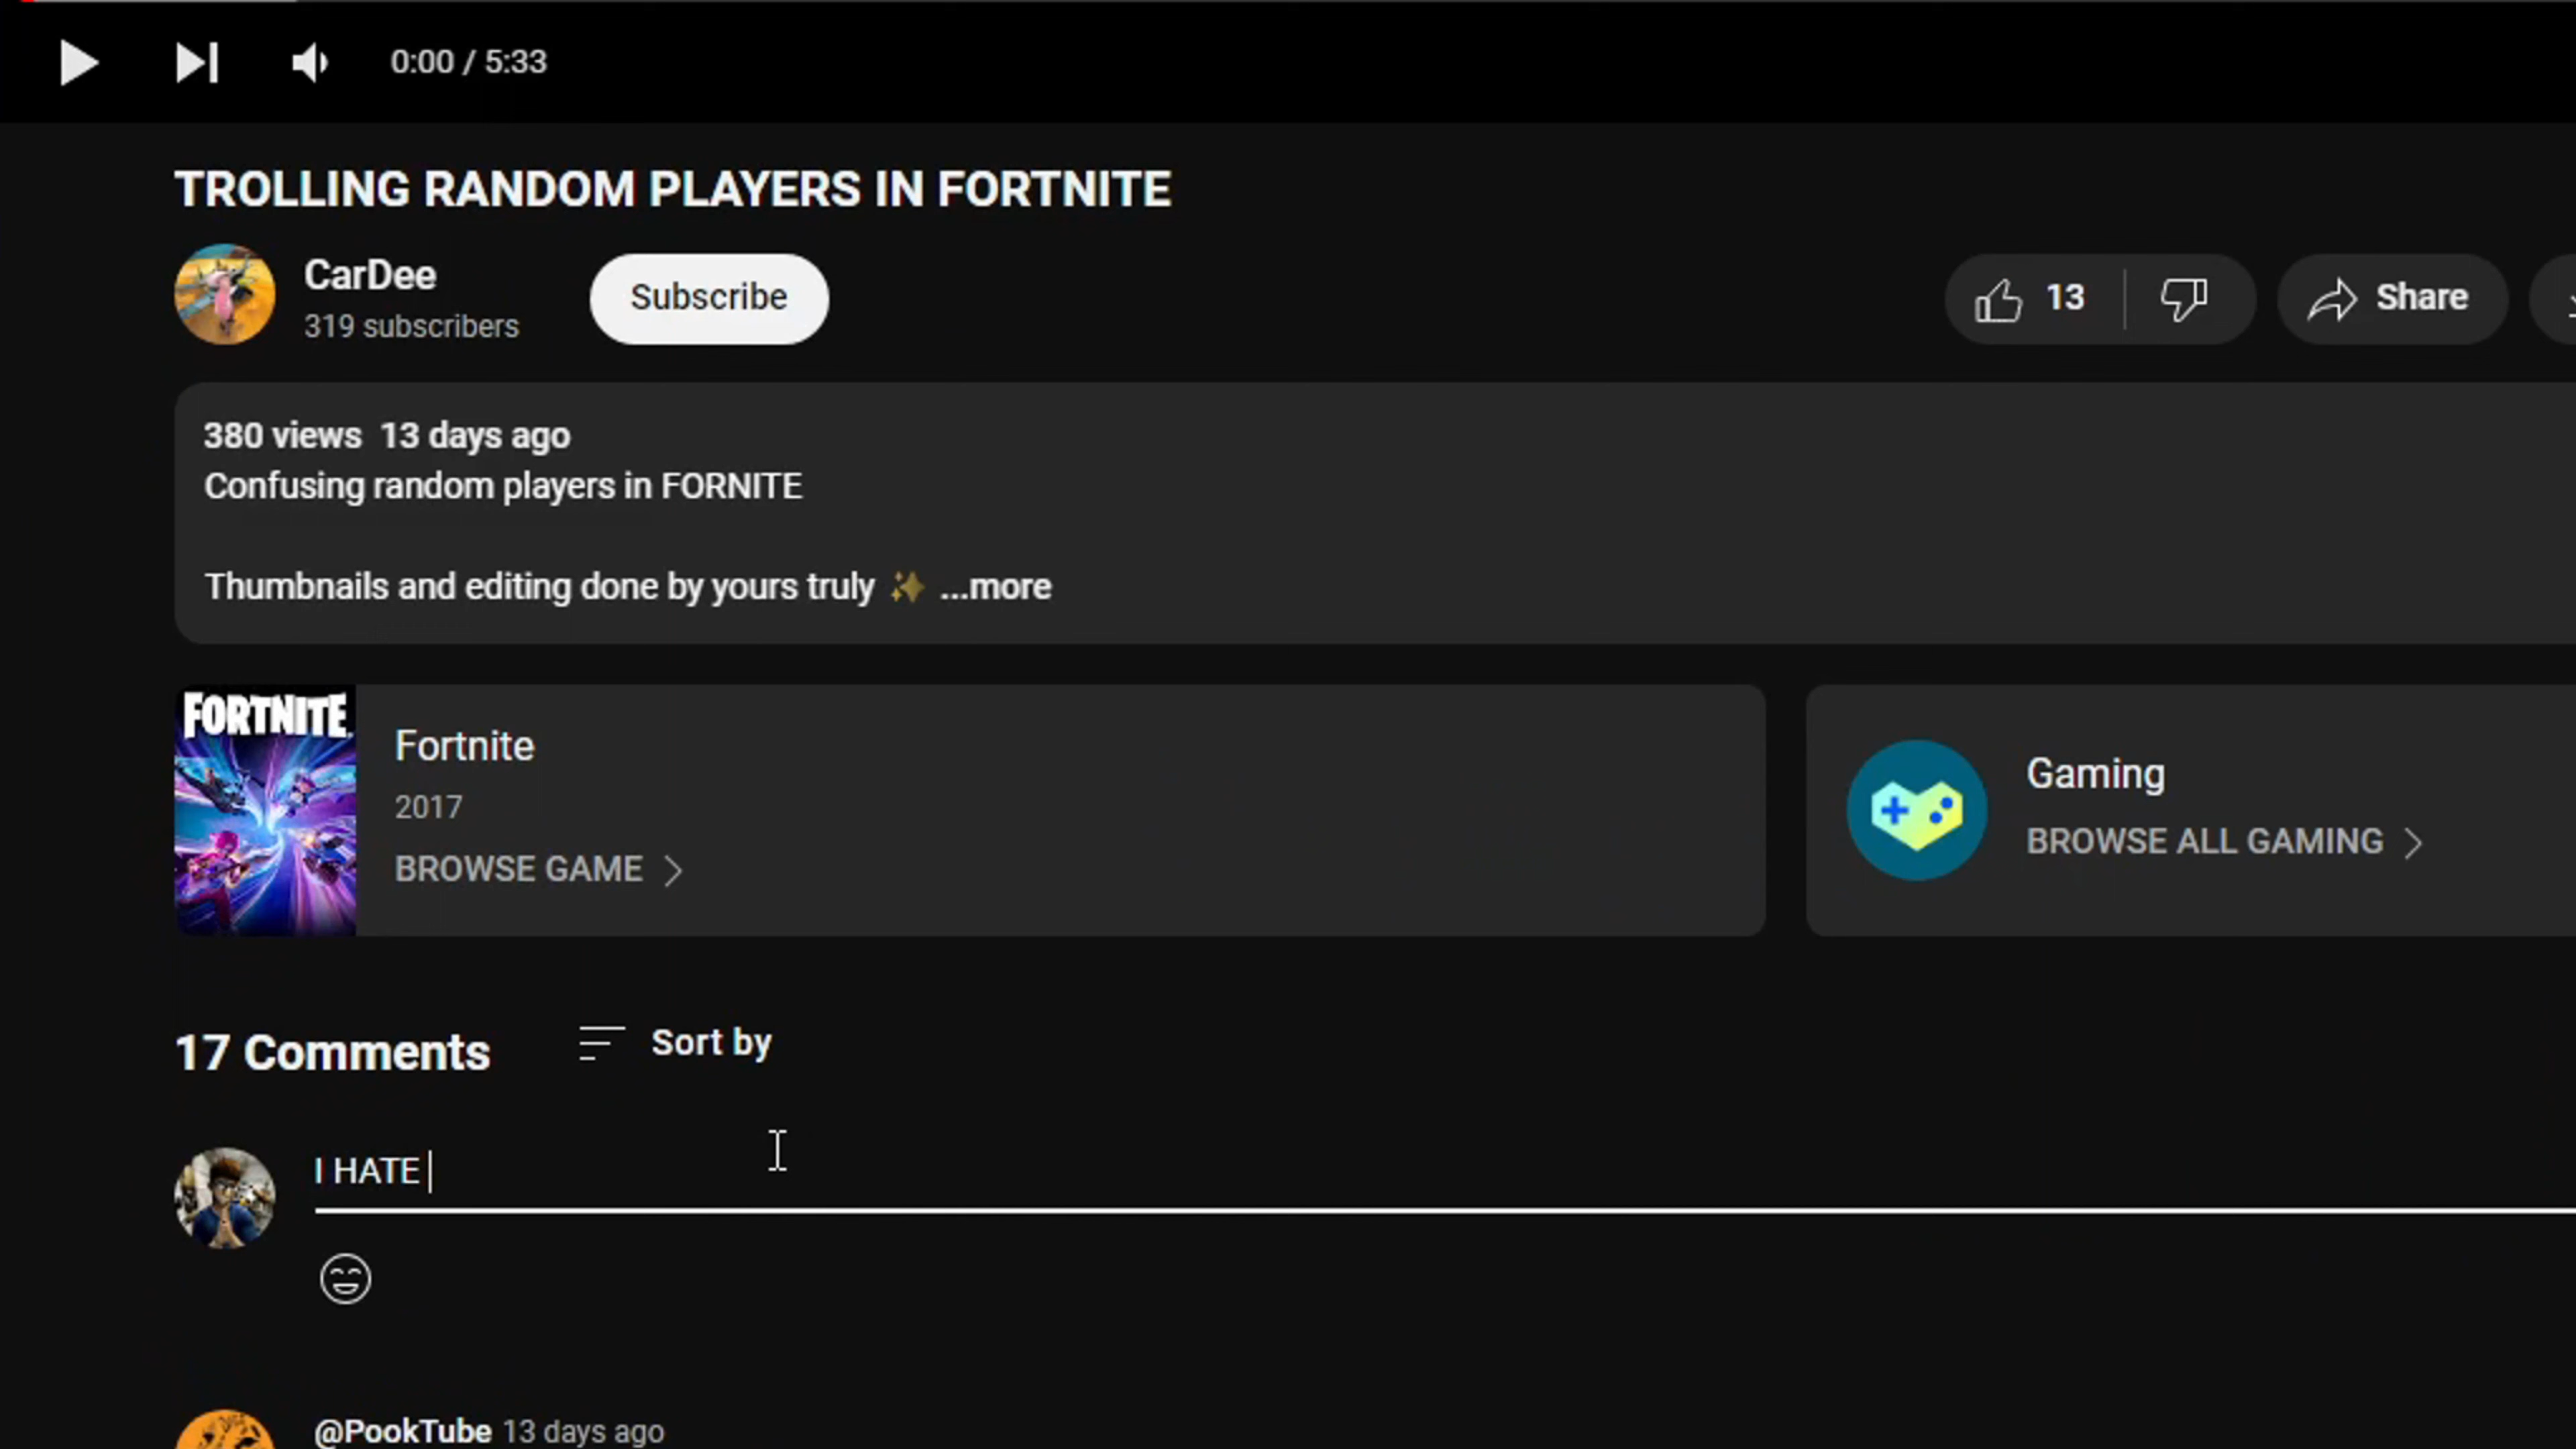 0:00 / 5:33
TROLLING RANDOM PLAYERS IN FORTNITE
CarDee
319 subscribers
Subscribe
13
Share
380 views 13 days ago
Confusing random players in FORNITE
Thumbnails and editing done by yours truly ✨ ...more
FORTNITE
Fortnite
2017
BROWSE GAME
Gaming
BROWSE ALL GAMING
17 Comments
Sort by
I HATE
@PookTube 13 days ago